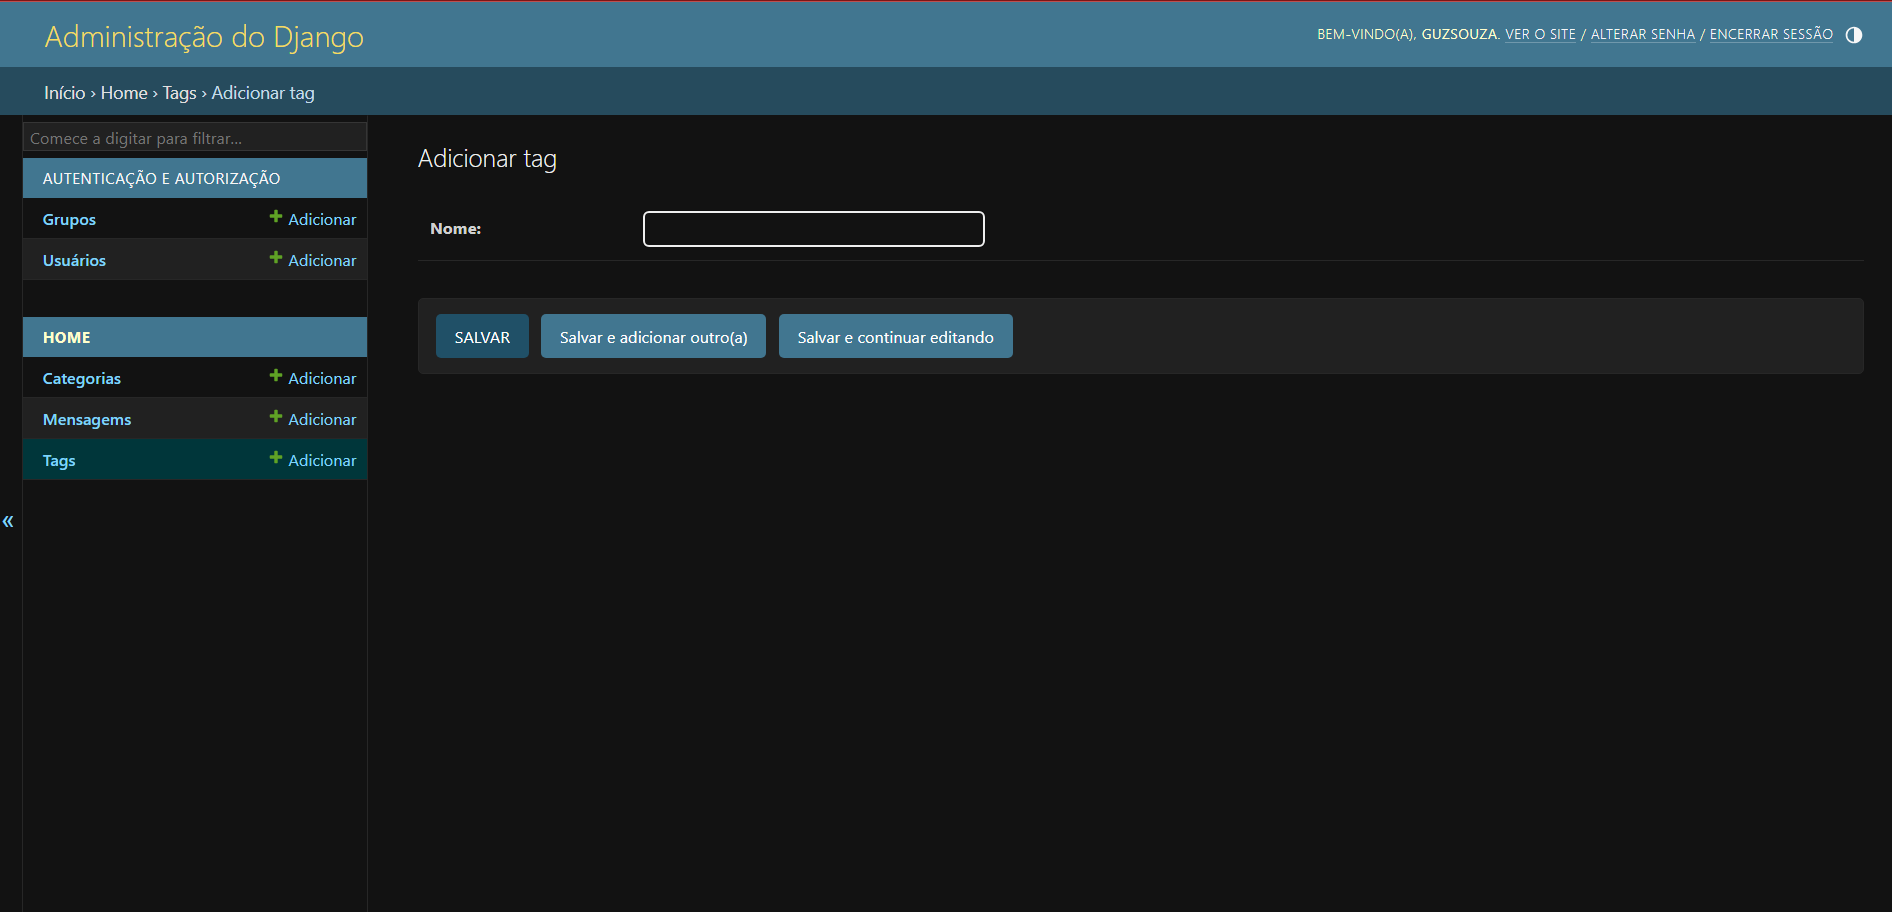 Administração do Django
BEM-VINDO(A), GUZSOUZA. VER O SITE / ALTERAR SENHA / ENCERRAR SESSÃO
Início › Home › Tags › Adicionar tag
Comece a digitar para filtrar...
AUTENTICAÇÃO E AUTORIZAÇÃO
Grupos Adicionar
Usuários Adicionar
HOME
Categorias Adicionar
Mensagems Adicionar
Tags Adicionar
«
Adicionar tag
Nome:
SALVAR Salvar e adicionar outro(a) Salvar e continuar editando